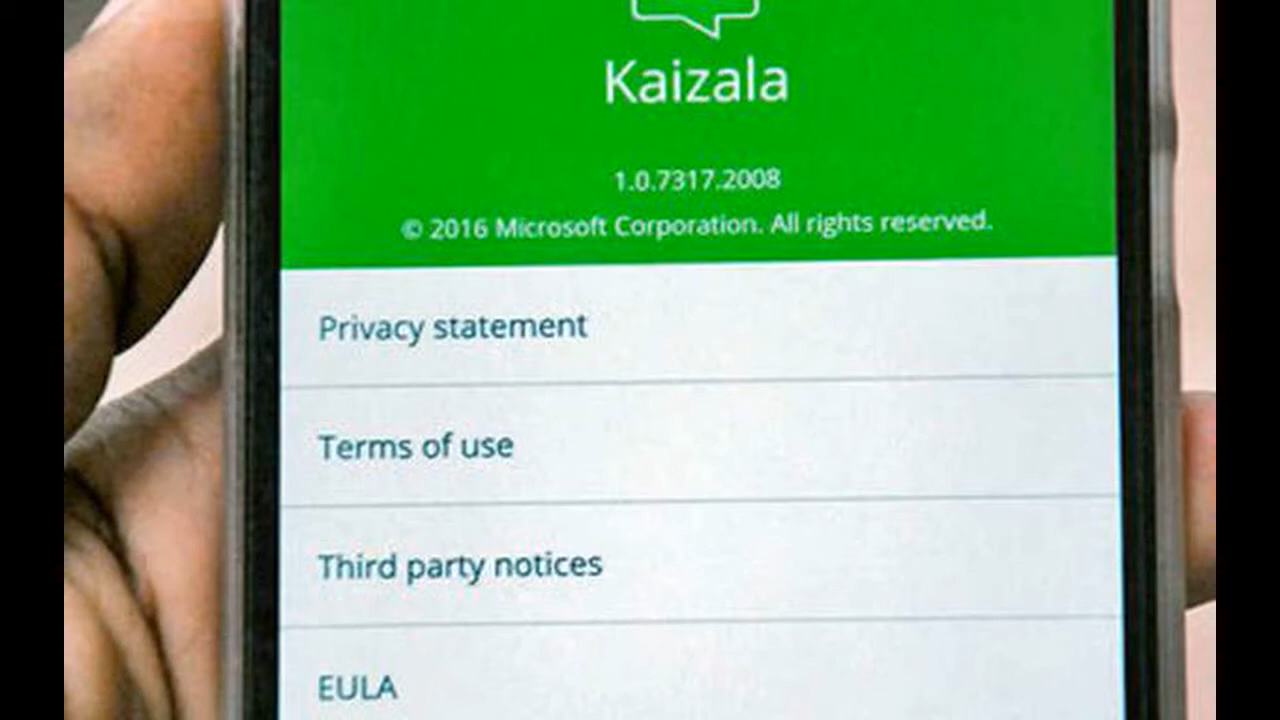 Kaizala
1.0.7317.2008
© 2016 Microsoft Corporation. All rights reserved.
Privacy statement
Terms of use
Third party notices
EULA